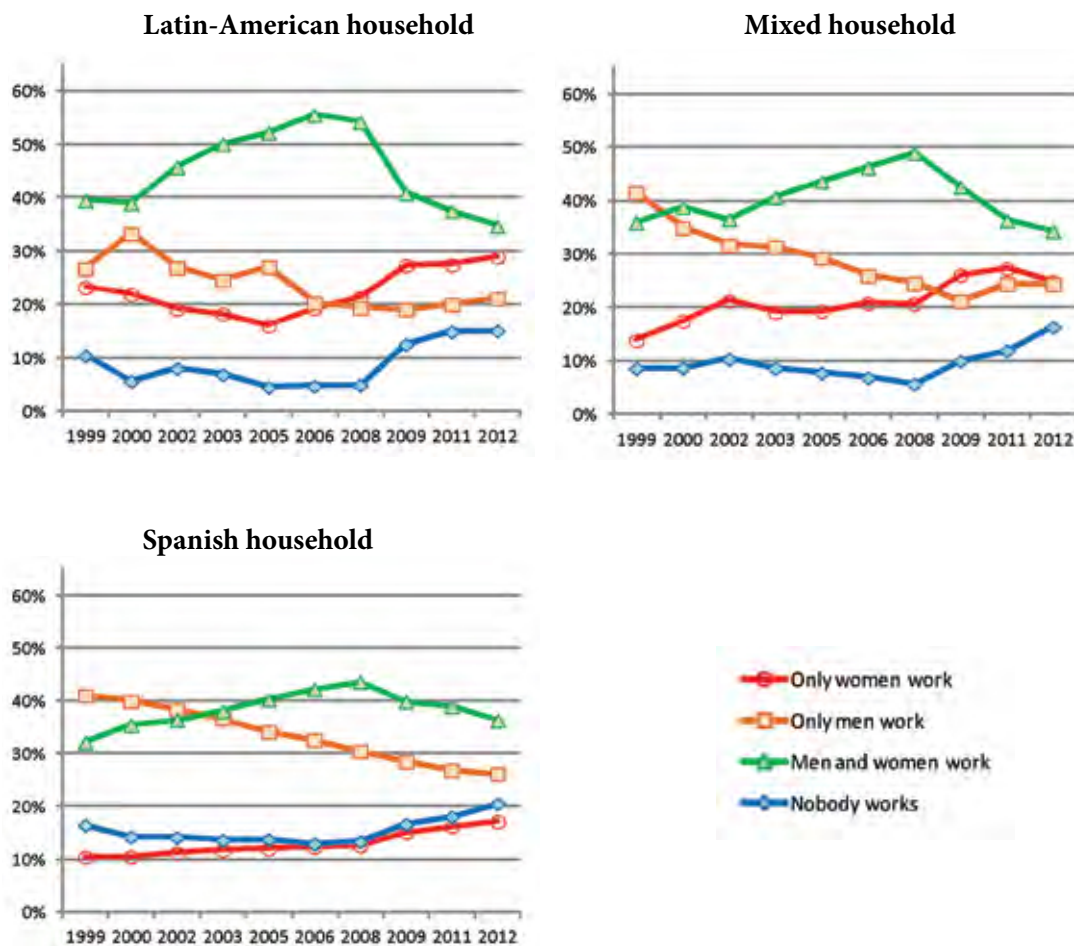 Latin-American household
60%
50%
40%
30%
20%
10%
0%
1999 2000 2002 2003 2005 2006 2008 2009 2011 2012
Mixed household
60%
50%
40%
30%
20%
10%
0%
1999 2000 2002 2003 2005 2006 2008 2009 2011 2012
Spanish household
60%
50%
40%
30%
20%
10%
0%
1999 2000 2002 2003 2005 2006 2008 2009 2011 2012
Only women work
Only men work
Men and women work
Nobody works